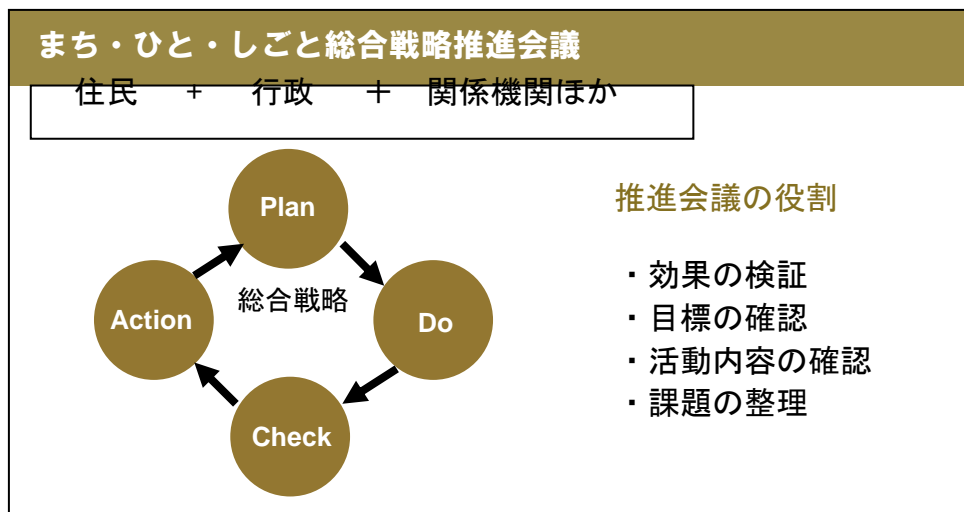 まち・ひと・しごと総合戦略推進会議
住民 + 行政 ＋ 関係機関ほか
Plan
総合戦略
Action
Do
Check
推進会議の役割
・効果の検証
・目標の確認
・活動内容の確認
・課題の整理